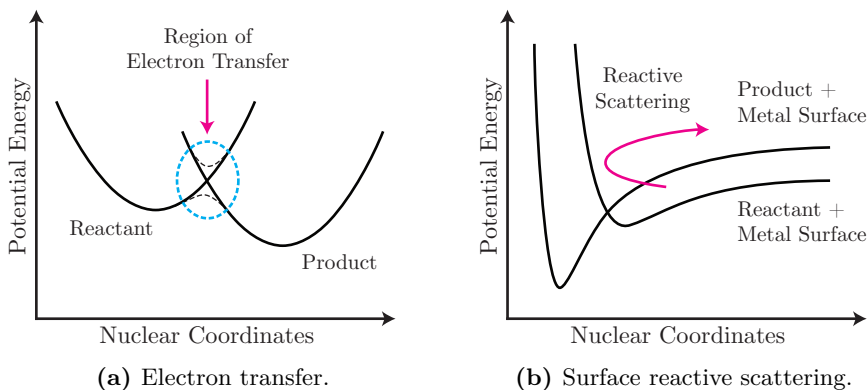 Region of
Electron Transfer
Potential Energy
Reactant
Product
Nuclear Coordinates
(a) Electron transfer.
Reactive
Scattering
Product +
Metal Surface
Potential Energy
Reactant +
Metal Surface
Nuclear Coordinates
(b) Surface reactive scattering.